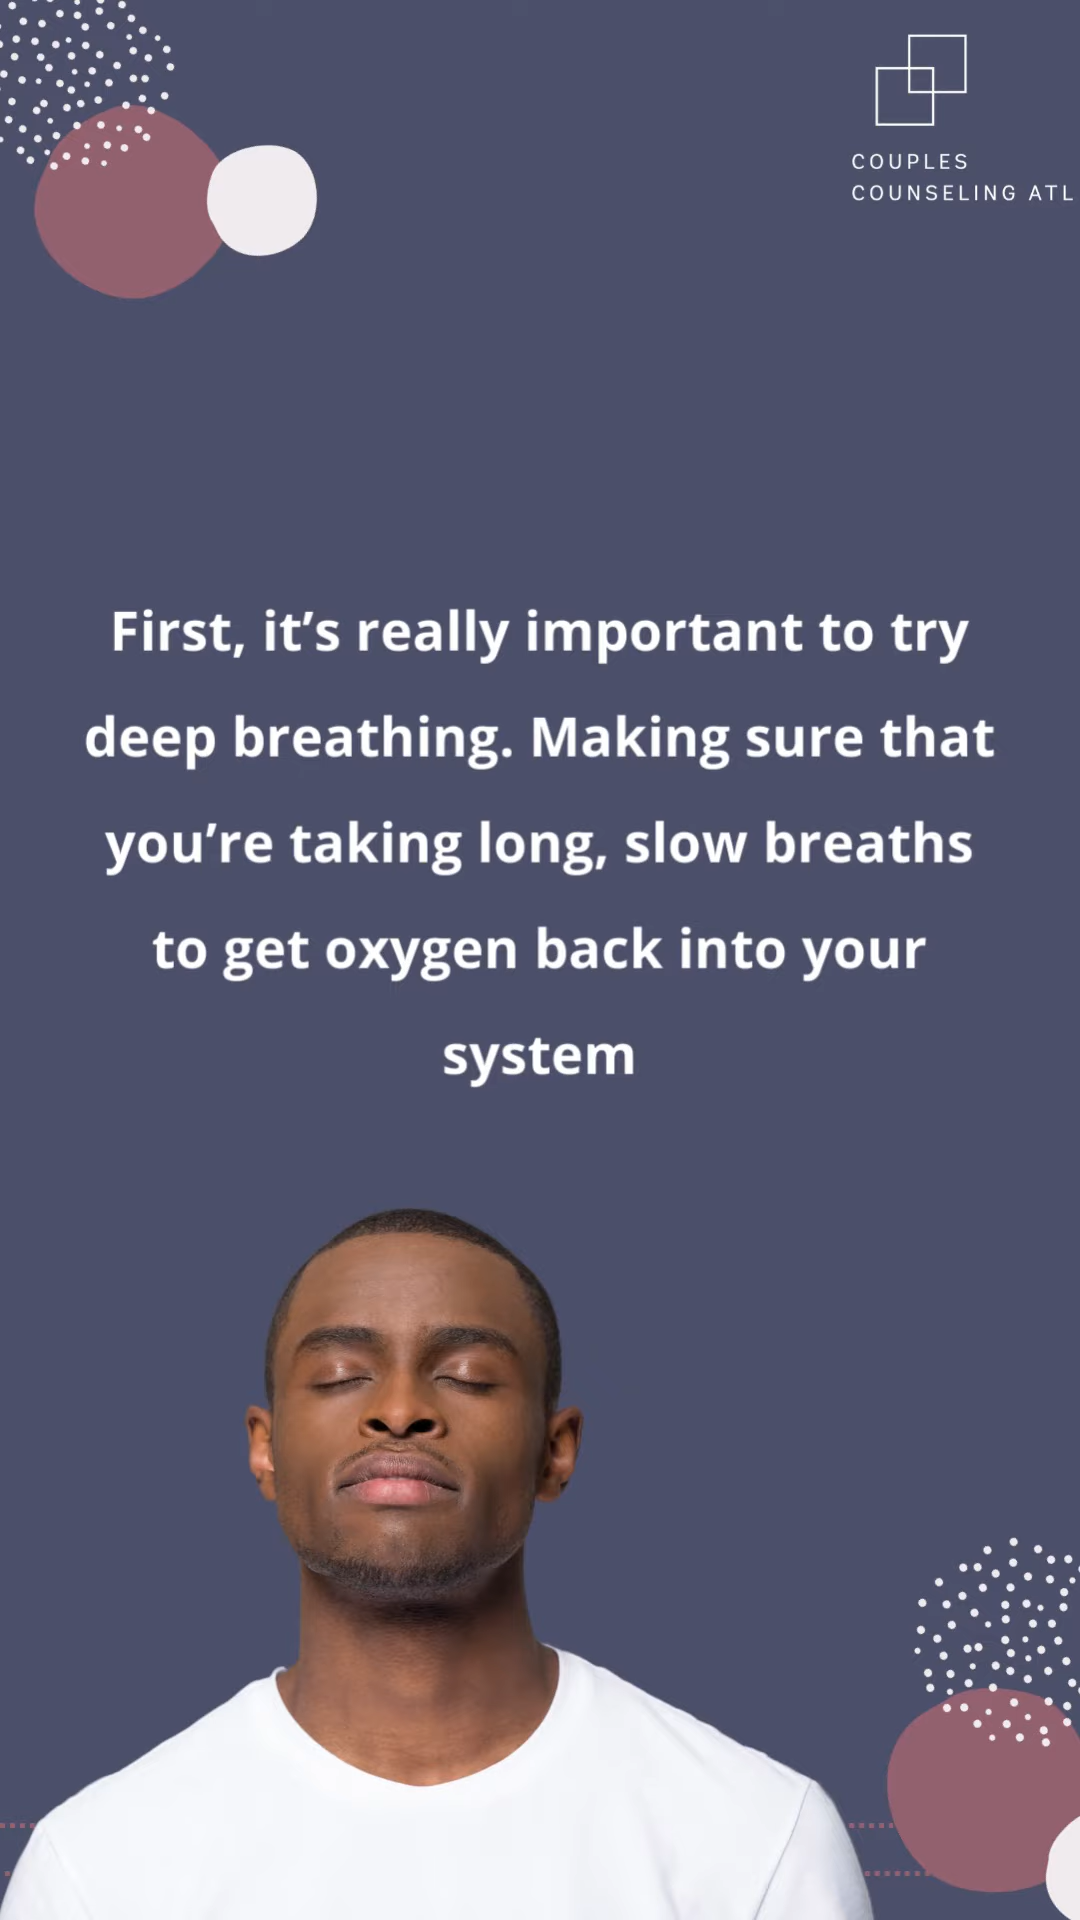 COUPLES
COUNSELING ATL
First, it’s really important to try
deep breathing. Making sure that
you’re taking long, slow breaths
to get oxygen back into your
system